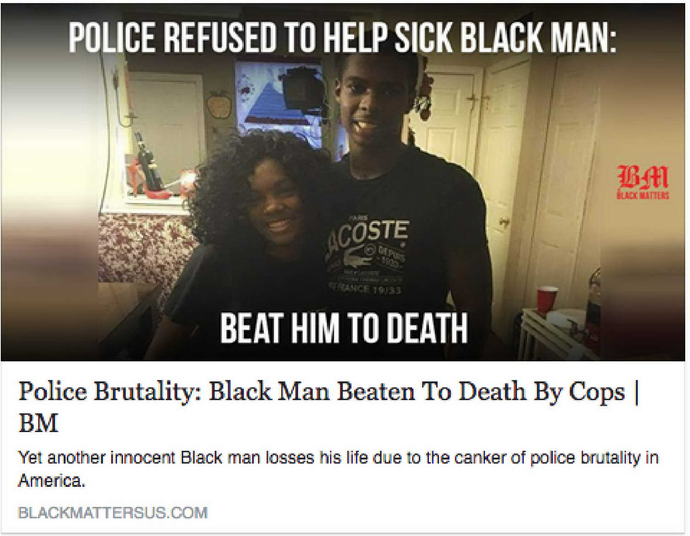 POLICE REFUSED TO HELP SICK BLACK MAN:
BM
BLACK MATTERS
PARIS
LACOSTE
DEPUIS
FRANCE 19/33
BEAT HIM TO DEATH
Police Brutality: Black Man Beaten To Death By Cops |
BM
Yet another innocent Black man losses his life due to the canker of police brutality in
America.
BLACKMATTERSUS.COM